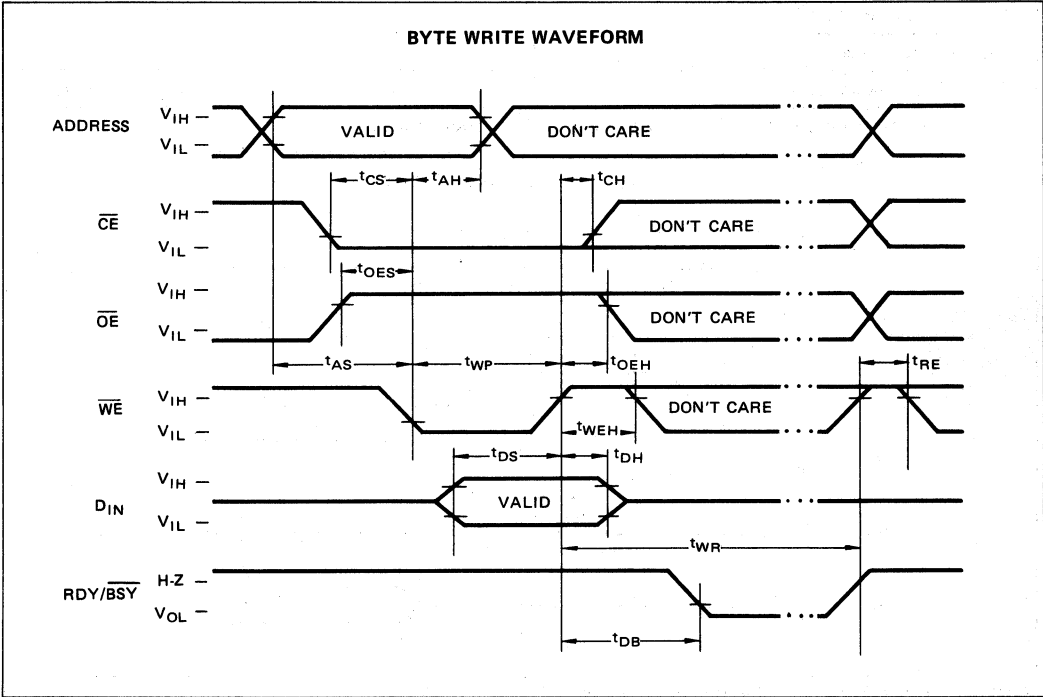 BYTE WRITE WAVEFORM
ADDRESS
VIH
VIL
VALID
DON'T CARE
tCS
tAH
tCH
CE
VIH
VIL
DON'T CARE
tOES
OE
VIH
VIL
DON'T CARE
tAS
tWP
tOEH
tRE
WE
VIH
VIL
DON'T CARE
tWEH
tDS
tDH
DIN
VIH
VIL
VALID
tWR
RDY/BSY
H-Z
VOL
tDB